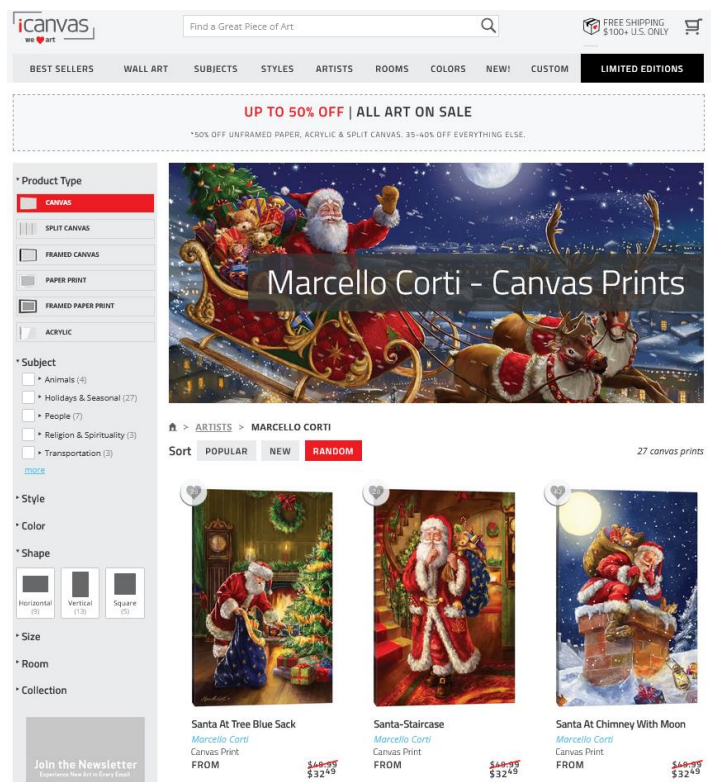 icanvas
we art
Find a Great Piece of Art
FREE SHIPPING
$100+ U.S. ONLY
BEST SELLERS WALL ART SUBJECTS STYLES ARTISTS ROOMS COLORS NEW! CUSTOM LIMITED EDITIONS
UP TO 50% OFF | ALL ART ON SALE
*50% OFF UNFRAMED PAPER, ACRYLIC & SPLIT CANVAS. 35-40% OFF EVERYTHING ELSE.
Product Type
CANVAS
SPLIT CANVAS
FRAMED CANVAS
PAPER PRINT
FRAMED PAPER PRINT
ACRYLIC
Subject
Animals (4)
Holidays & Seasonal (27)
People (7)
Religion & Spirituality (3)
Transportation (3)
more
Style
Color
Shape
Horizontal Vertical Square
(9) (13) (5)
Size
Room
Collection
Join the Newsletter
Experience New Art in Every Email
Marcello Corti - Canvas Prints
> ARTISTS > MARCELLO CORTI
Sort POPULAR NEW RANDOM
27 canvas prints
Santa At Tree Blue Sack
Marcello Corti
Canvas Print
FROM $49.99
$32.49
Santa-Staircase
Marcello Corti
Canvas Print
FROM $49.99
$32.49
Santa At Chimney With Moon
Marcello Corti
Canvas Print
FROM $49.99
$32.49